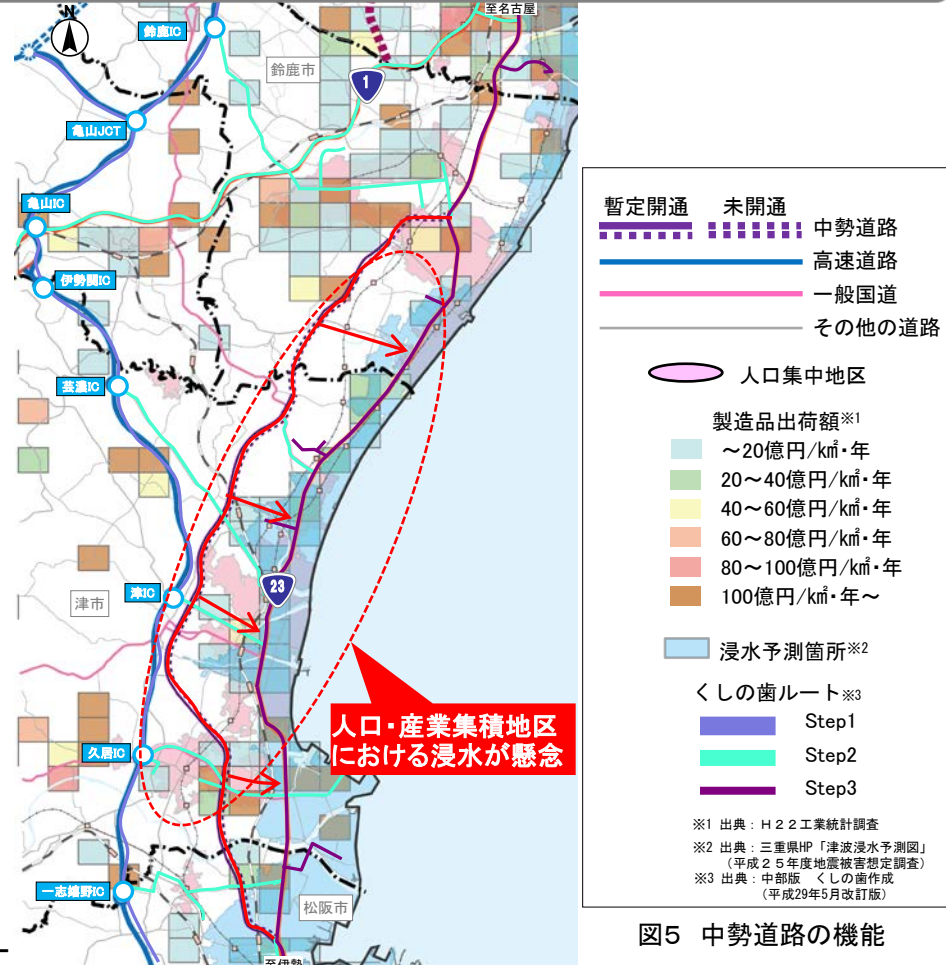 至名古屋
N
鈴鹿IC
鈴鹿市
1
亀山JCT
亀山IC
伊勢関IC
芸濃IC
津IC
津市
23
人口・産業集積地区
における浸水が懸念
久居IC
一志嬉野IC
松阪市
至伊勢
暫定開通 未開通
中勢道路
高速道路
一般国道
その他の道路
人口集中地区
製造品出荷額※1
～20億円/k㎡・年
20～40億円/k㎡・年
40～60億円/k㎡・年
60～80億円/k㎡・年
80～100億円/k㎡・年
100億円/k㎡・年～
浸水予測箇所※2
くしの歯ルート※3
Step1
Step2
Step3
※1 出典：Ｈ２２工業統計調査
※2 出典：三重県HP「津波浸水予測図」
（平成２５年度地震被害想定調査）
※3 出典：中部版 くしの歯作成
（平成29年5月改訂版）
図5 中勢道路の機能